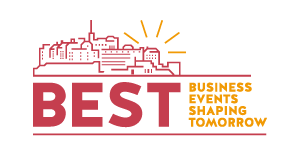 BEST
BUSINESS
EVENTS
SHAPING
TOMORROW